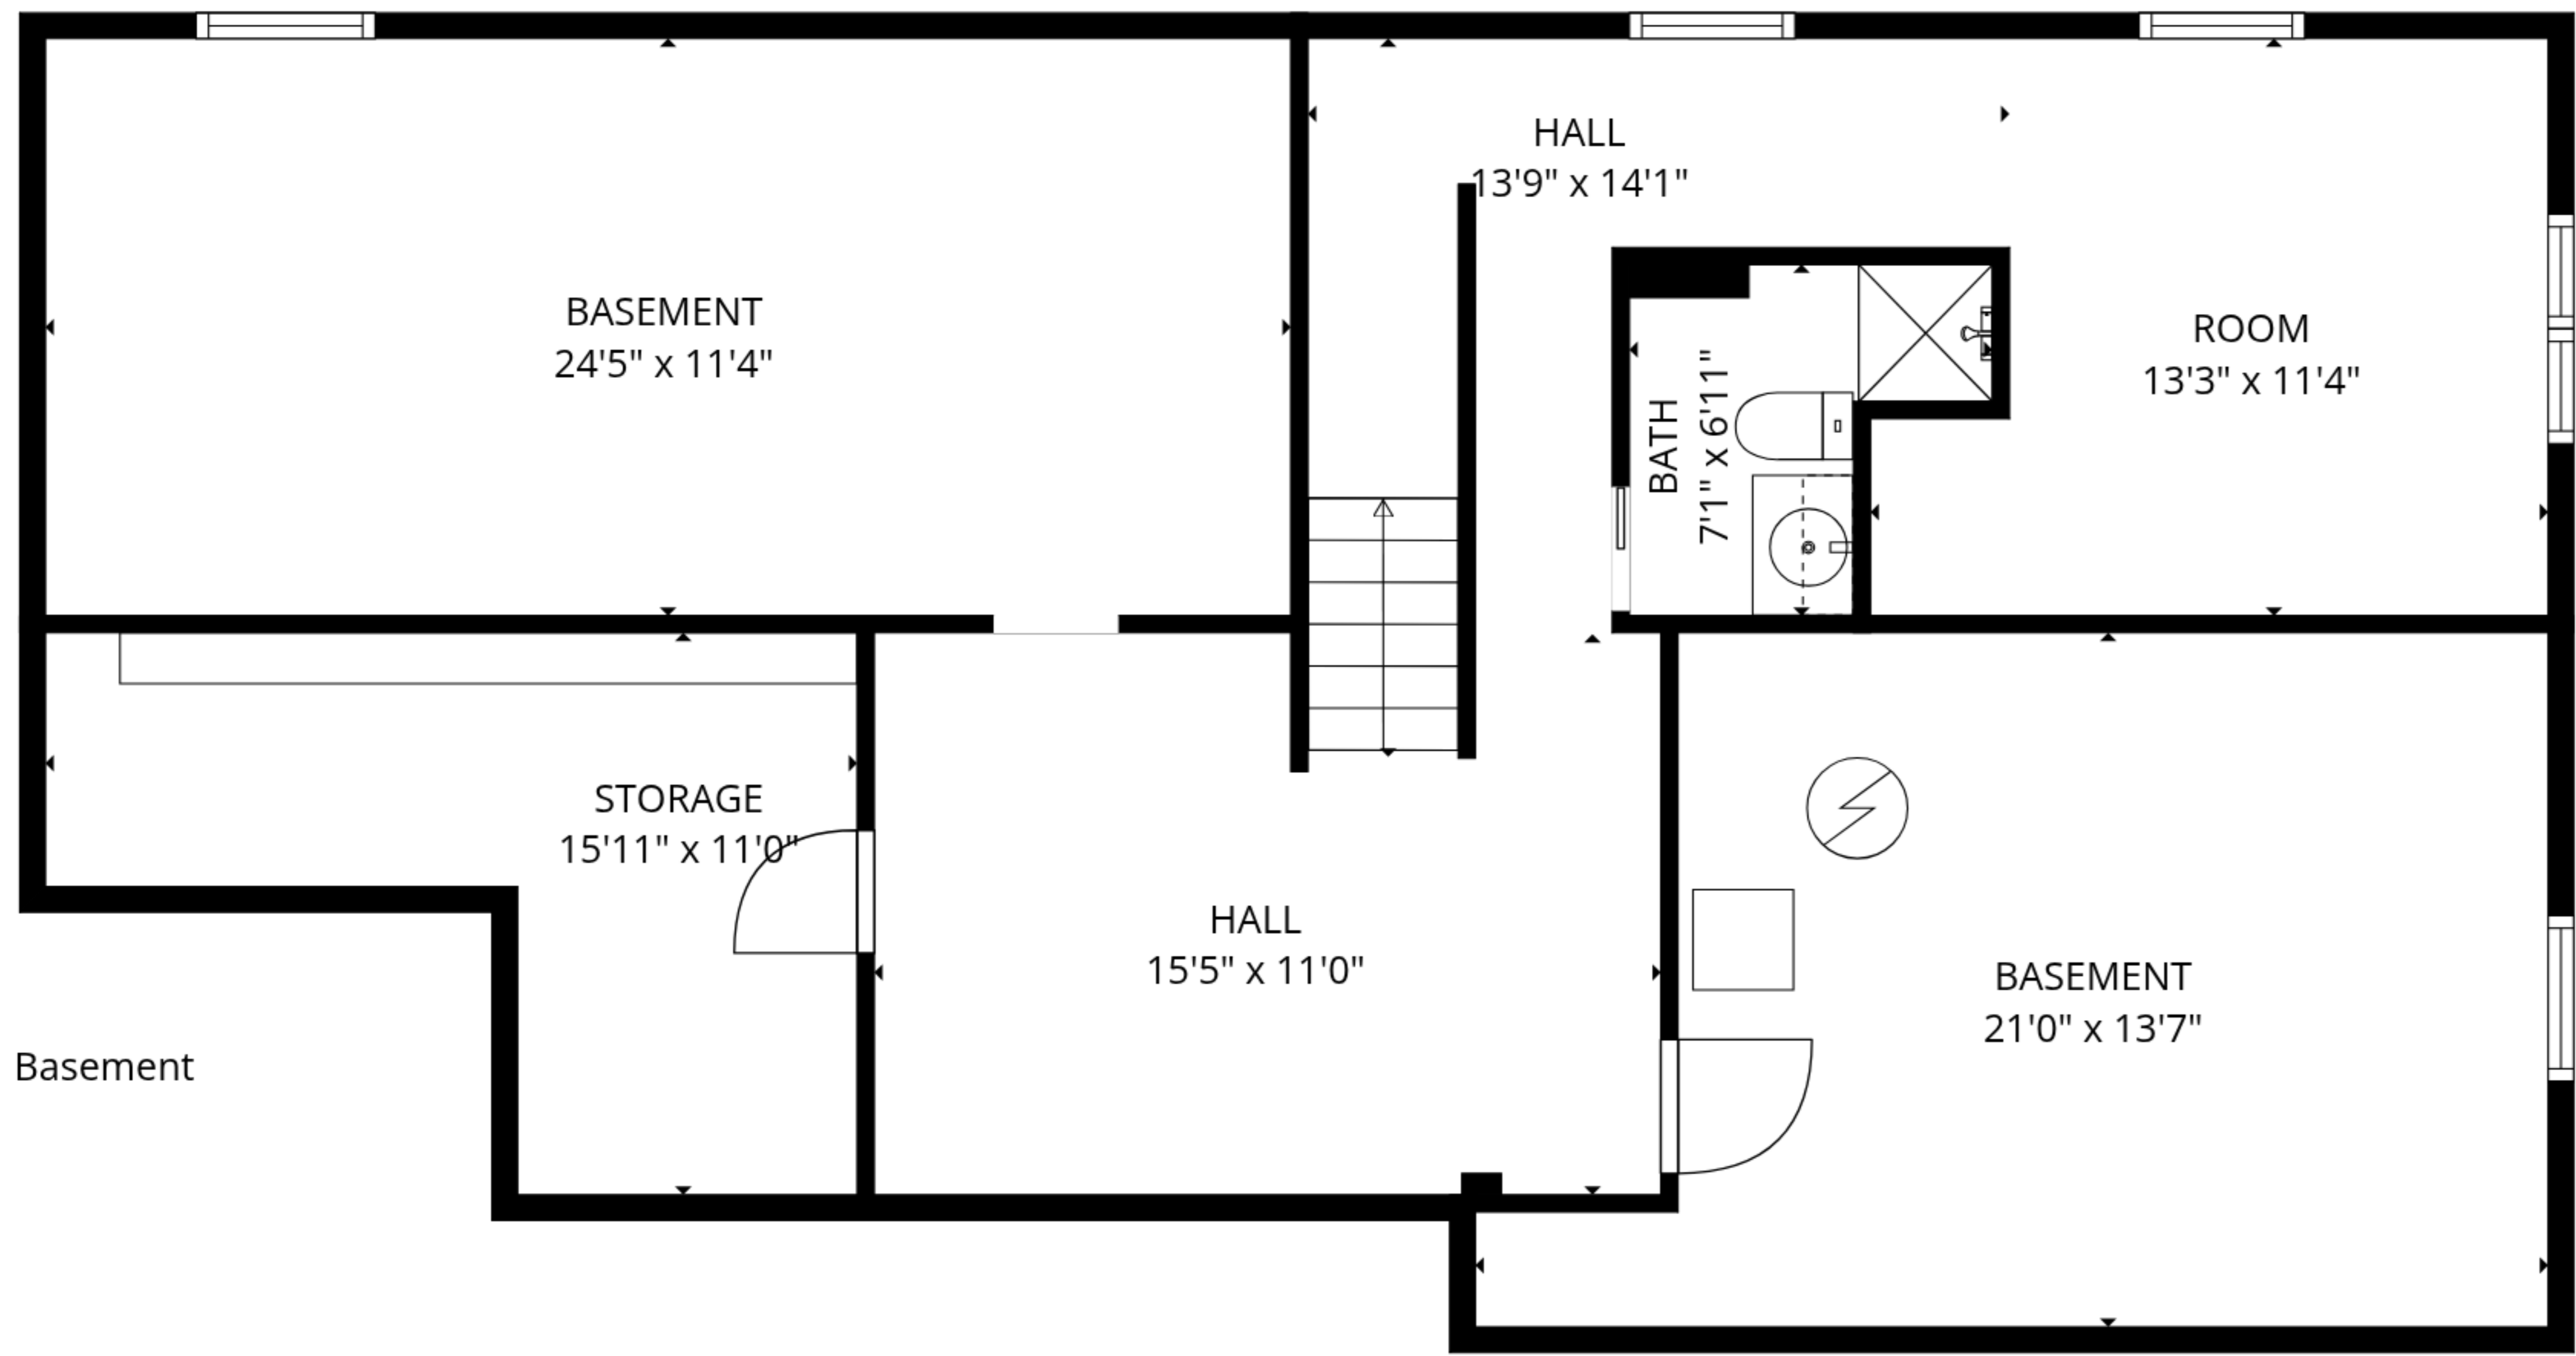 HALL
13'9" x 14'1"
BASEMENT
24'5" x 11'4"
ROOM
13'3" x 11'4"
BATH
7'1" x 6'11"
STORAGE
15'11" x 11'0"
HALL
15'5" x 11'0"
BASEMENT
21'0" x 13'7"
Basement